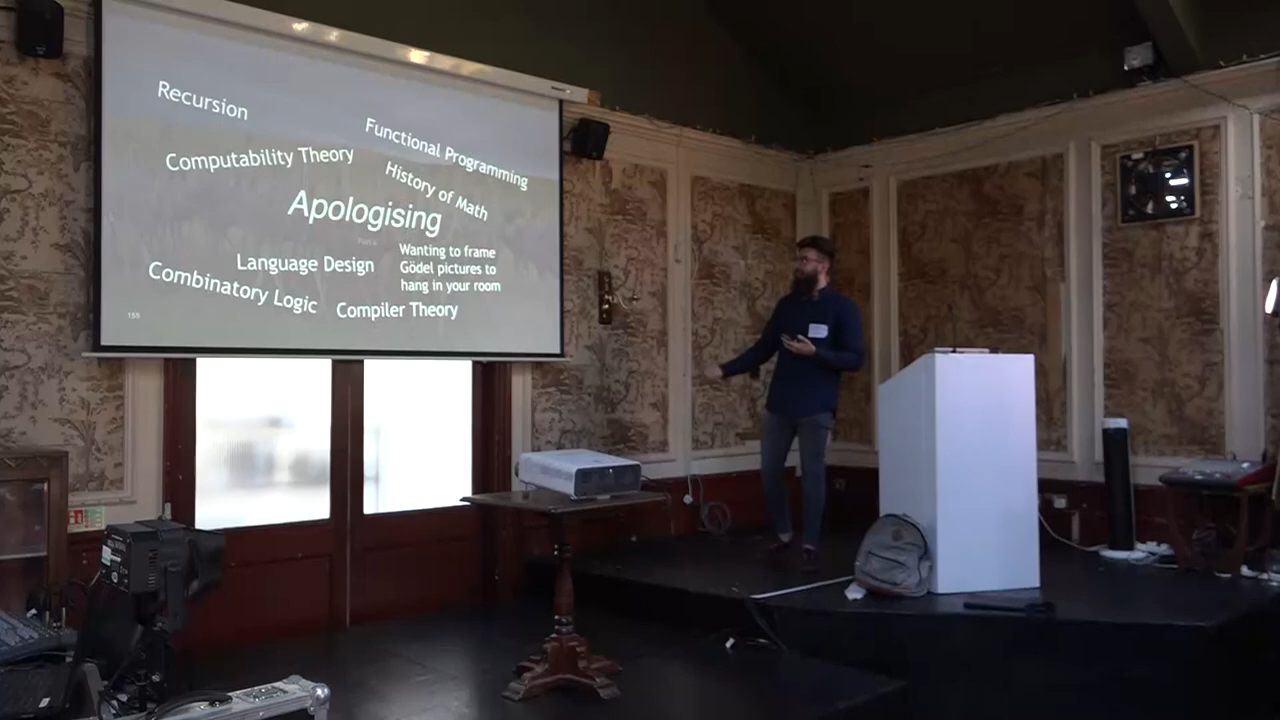 Recursion
Functional Programming
Computability Theory
History of Math
Apologising
Wanting to frame
Gödel pictures to
hang in your room
Language Design
Combinatory Logic
Compiler Theory
155